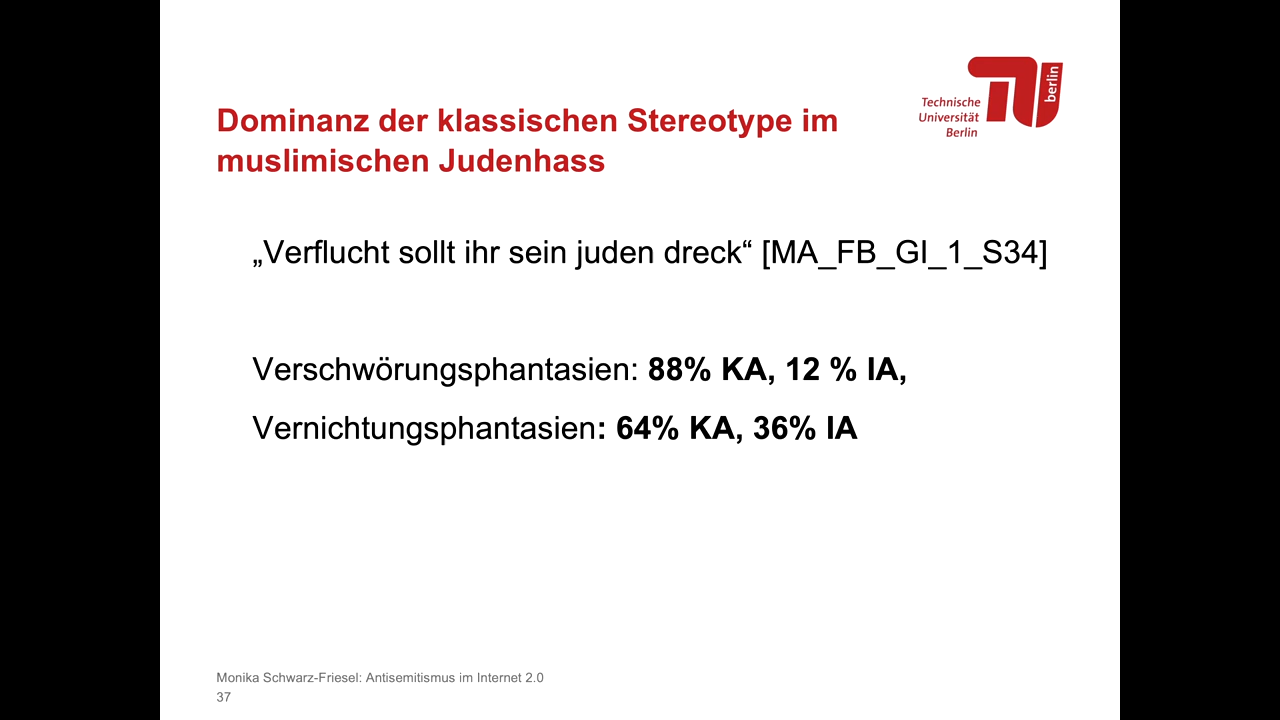 Technische
Universität
Berlin
berlin
Dominanz der klassischen Stereotype im
muslimischen Judenhass
„Verflucht sollt ihr sein juden dreck“ [MA_FB_GI_1_S34]
Verschwörungsphantasien: 88% KA, 12 % IA,
Vernichtungsphantasien: 64% KA, 36% IA
Monika Schwarz-Friesel: Antisemitismus im Internet 2.0
37